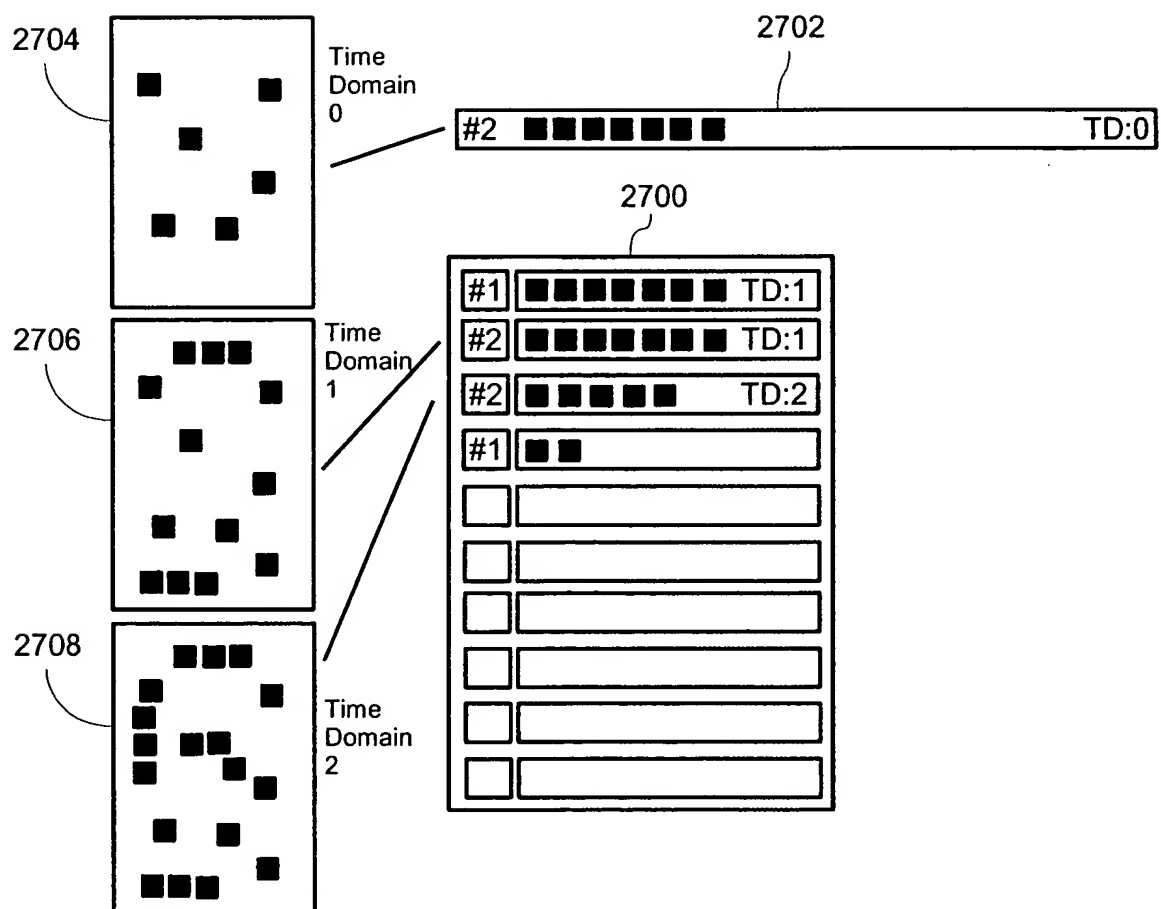 2704
Time
Domain
0
2702
#2 TD:0
2700
#1 TD:1
#2 TD:1
#2 TD:2
#1
2706
Time
Domain
1
2708
Time
Domain
2